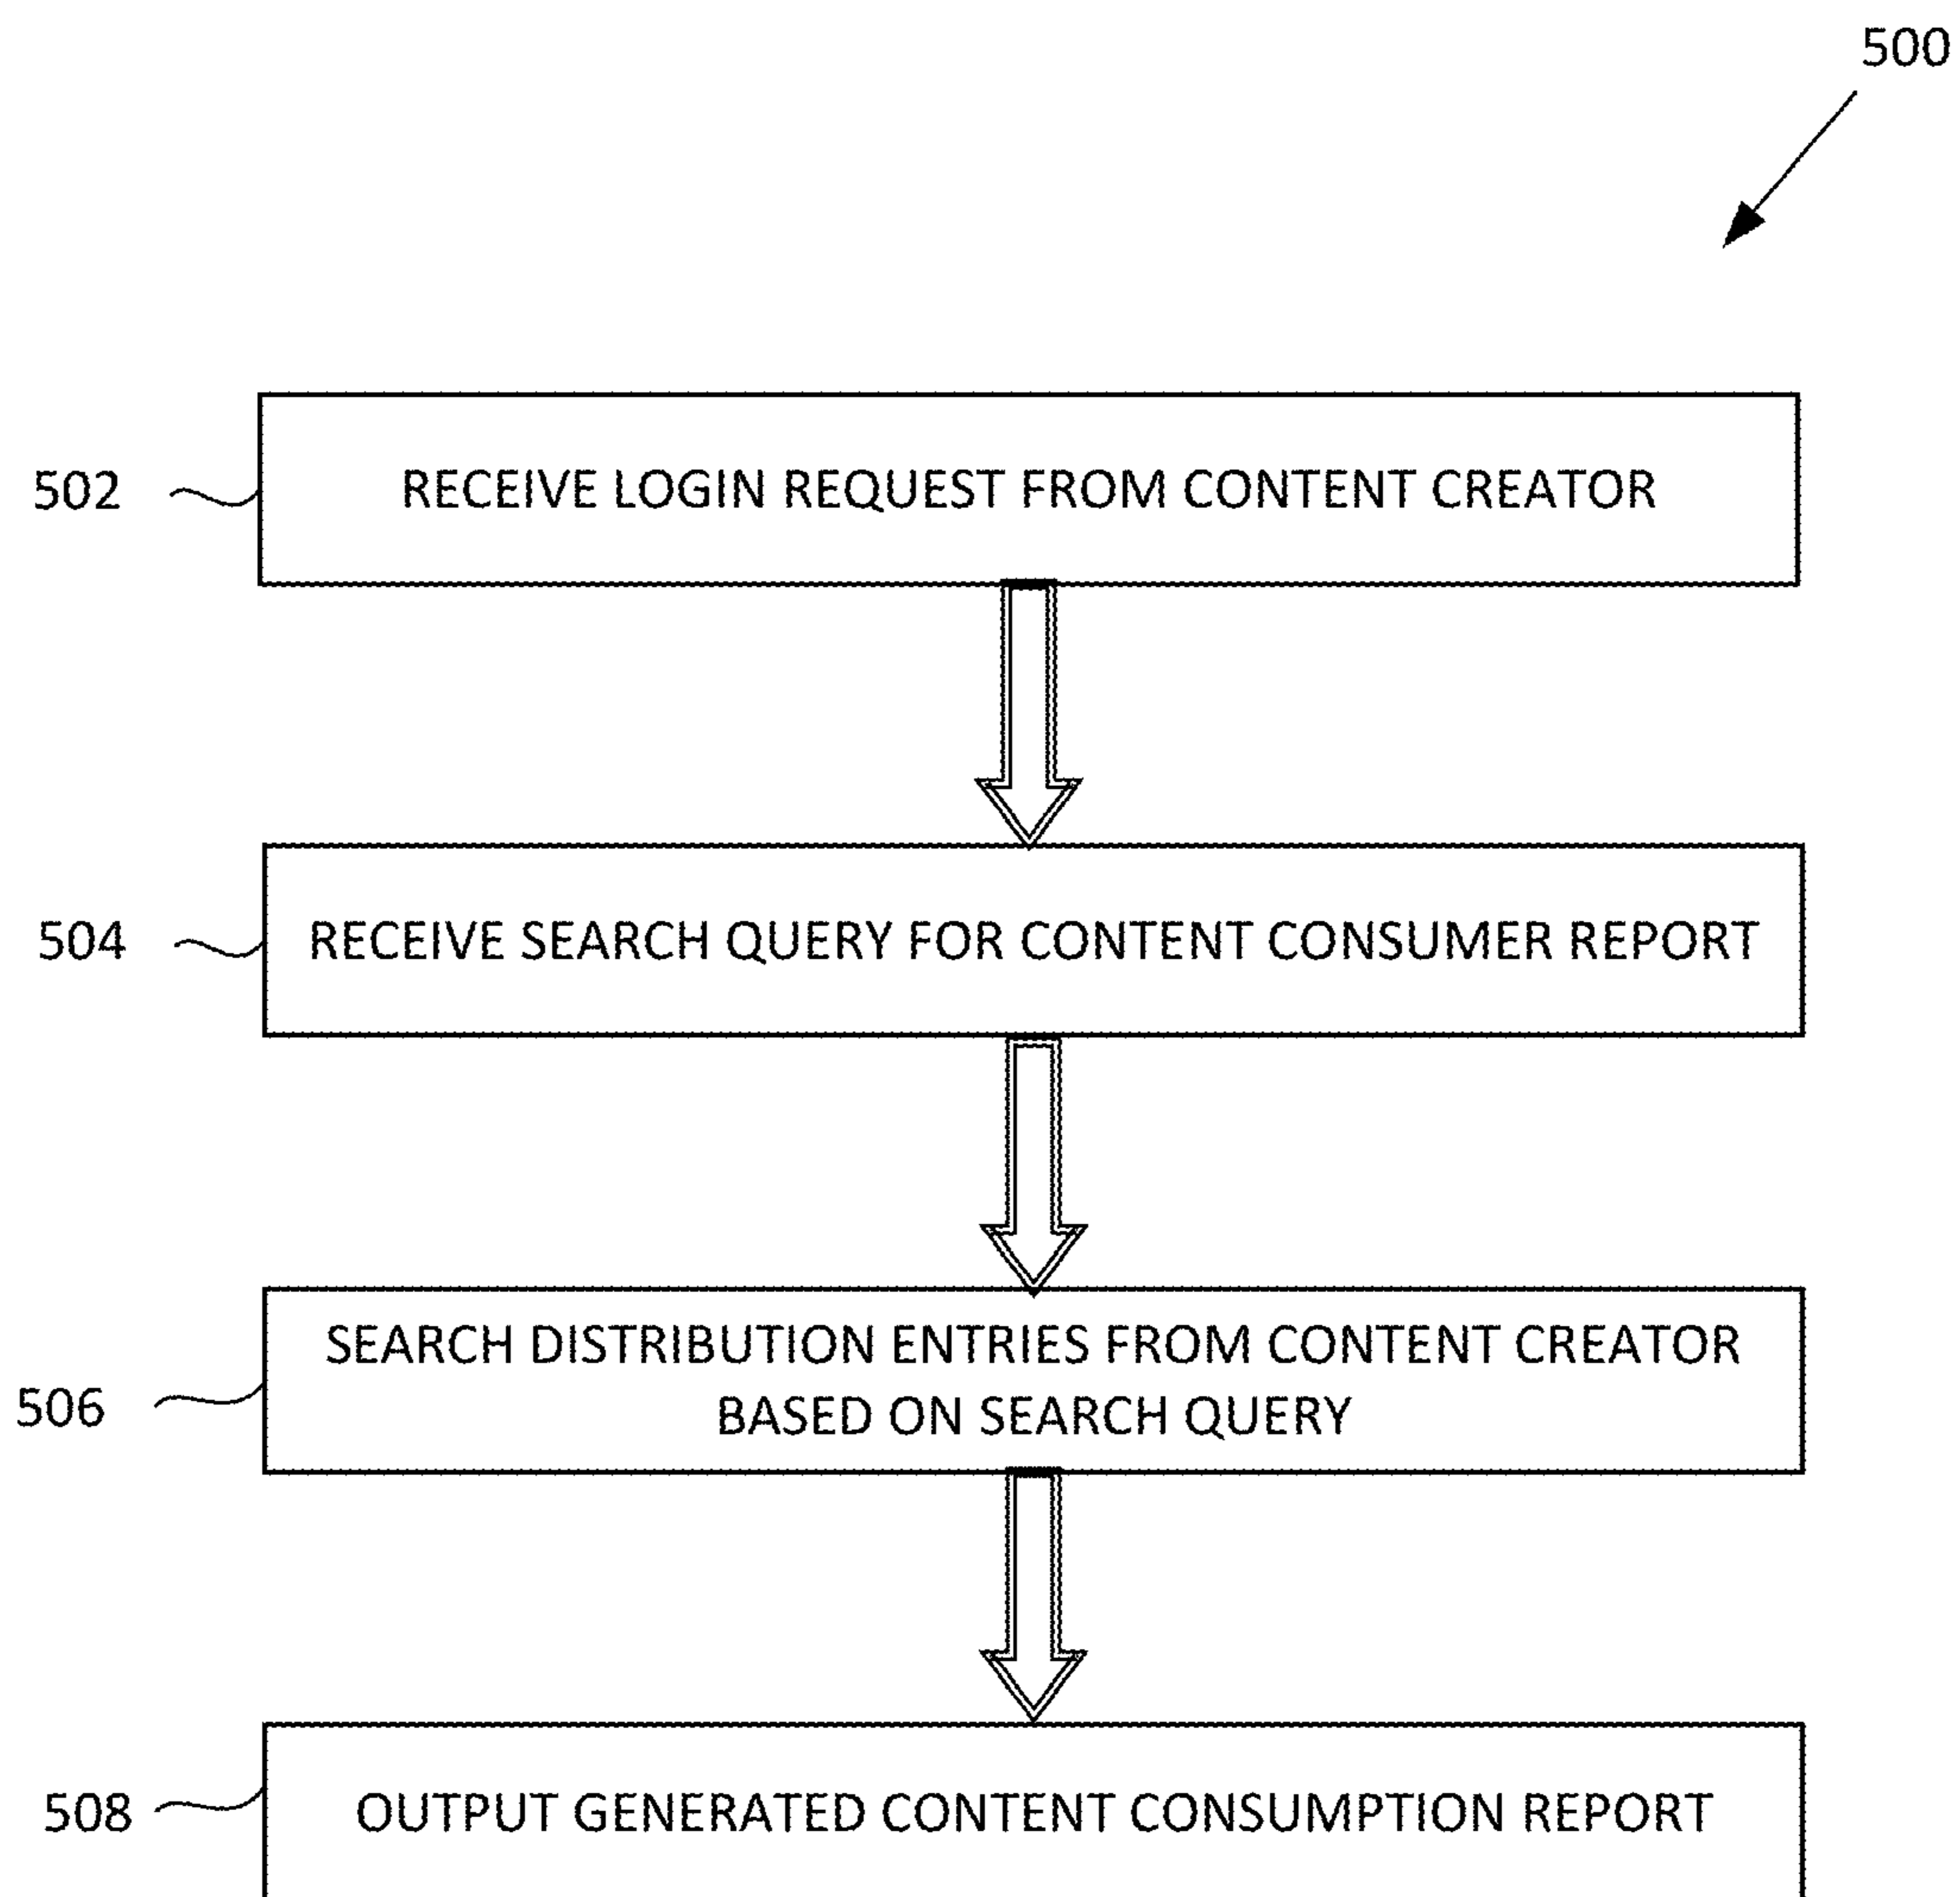 500
502
RECEIVE LOGIN REQUEST FROM CONTENT CREATOR
504
RECEIVE SEARCH QUERY FOR CONTENT CONSUMER REPORT
506
SEARCH DISTRIBUTION ENTRIES FROM CONTENT CREATOR
BASED ON SEARCH QUERY
508
OUTPUT GENERATED CONTENT CONSUMPTION REPORT